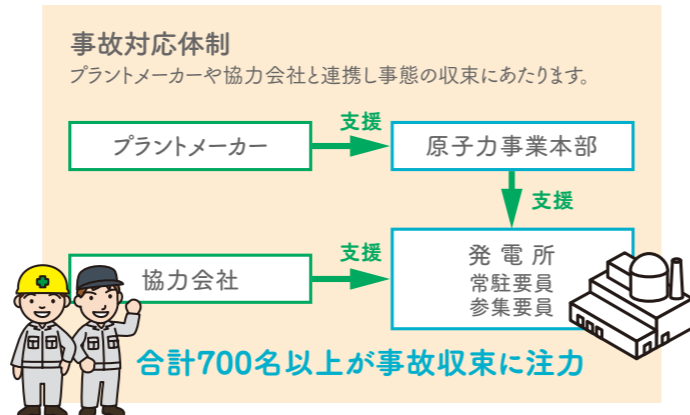 事故対応体制
プラントメーカーや協力会社と連携し事態の収束にあたります。
プラントメーカー
支援
原子力事業本部
支援
協力会社
支援
発電所
常駐要員
参集要員
合計700名以上が事故収束に注力